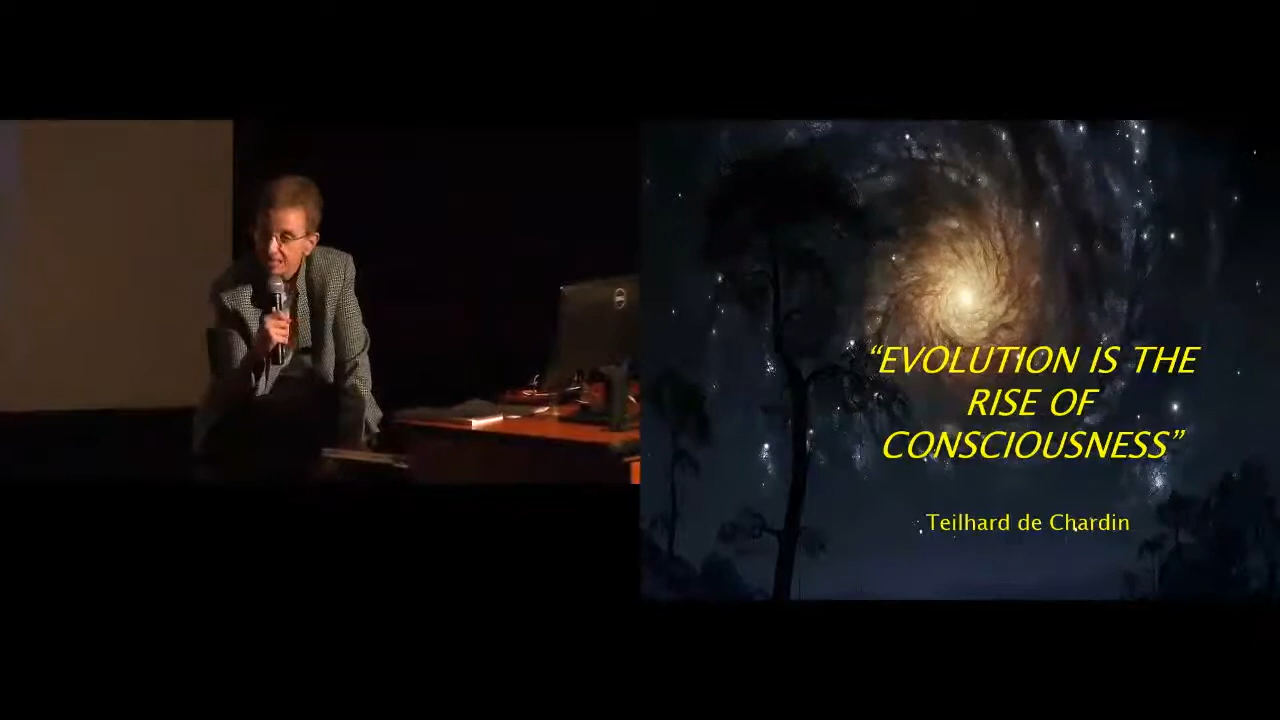 “EVOLUTION IS THE
RISE OF
CONSCIOUSNESS”
Teilhard de Chardin